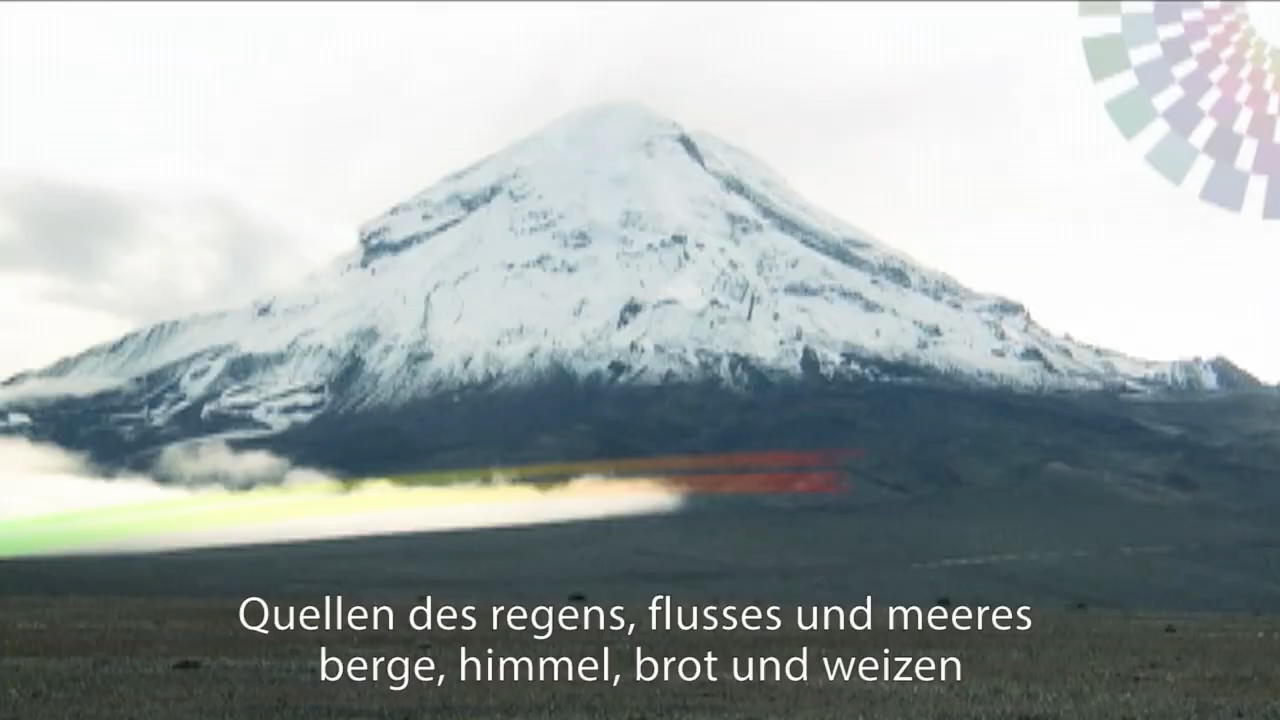 Quellen des regens, flusses und meeres
berge, himmel, brot und weizen